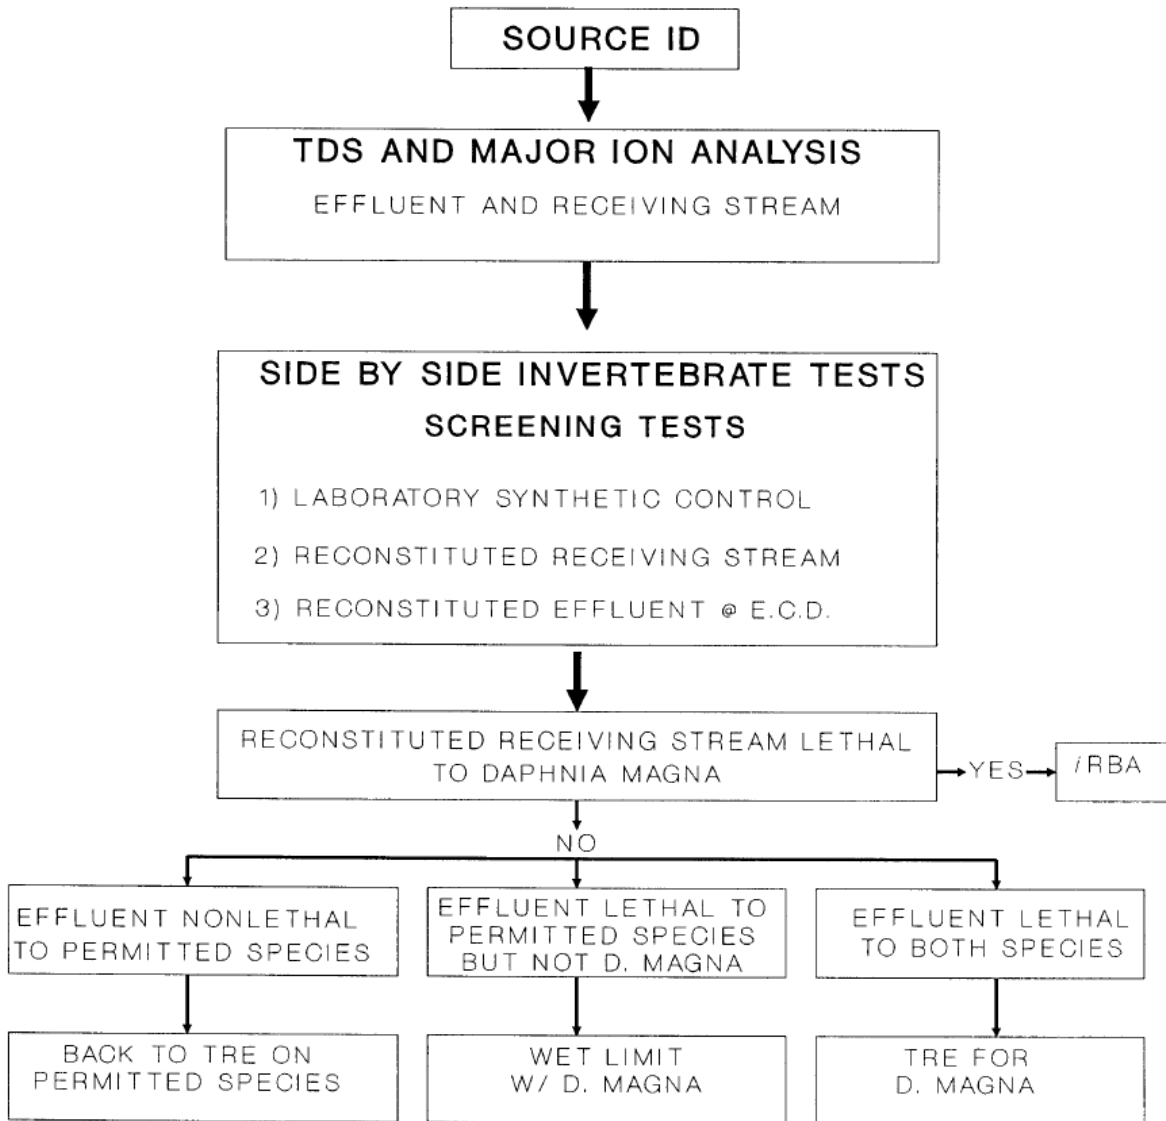 SOURCE ID
TDS AND MAJOR ION ANALYSIS
EFFLUENT AND RECEIVING STREAM
SIDE BY SIDE INVERTEBRATE TESTS
SCREENING TESTS
1) LABORATORY SYNTHETIC CONTROL
2) RECONSTITUTED RECEIVING STREAM
3) RECONSTITUTED EFFLUENT @ E.C.D.
RECONSTITUTED RECEIVING STREAM LETHAL
TO DAPHNIA MAGNA
YES
iRBA
NO
EFFLUENT NONLETHAL
TO PERMITTED SPECIES
EFFLUENT LETHAL TO
PERMITTED SPECIES
BUT NOT D. MAGNA
EFFLUENT LETHAL
TO BOTH SPECIES
BACK TO TRE ON
PERMITTED SPECIES
WET LIMIT
W/ D. MAGNA
TRE FOR
D. MAGNA